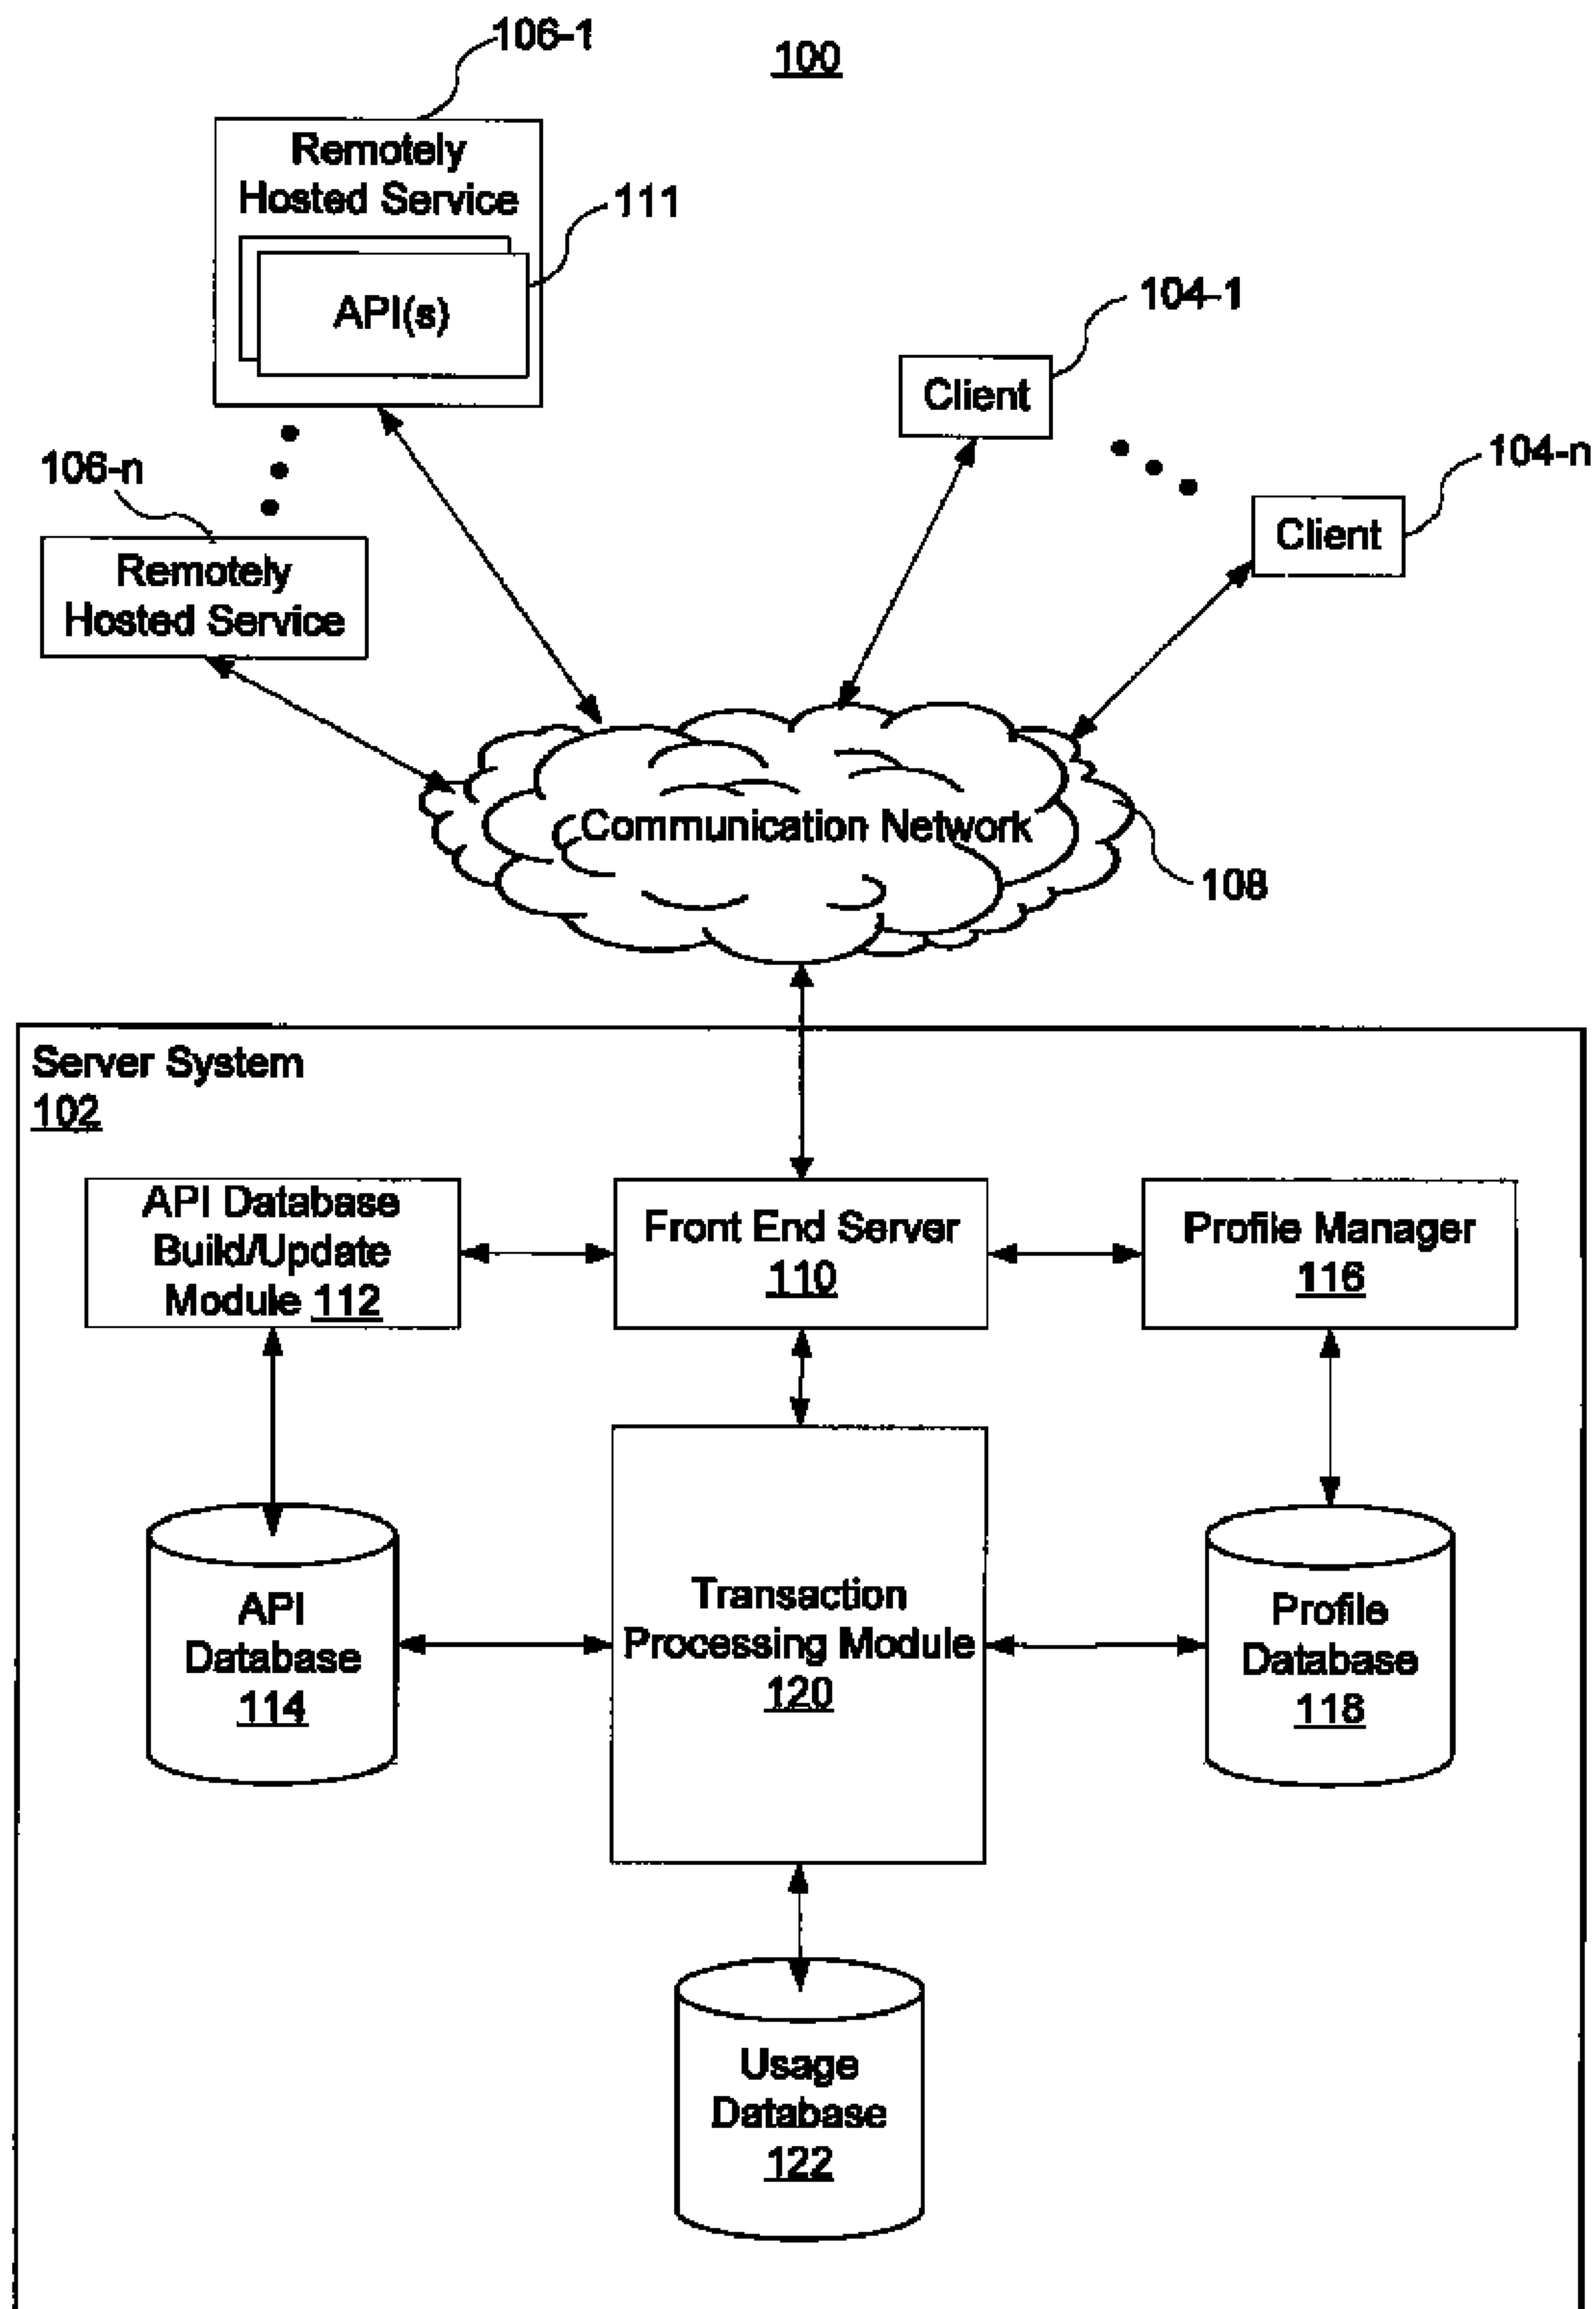 106-1
100
Remotely
Hosted Service
111
API(s)
104-1
Client
106-n
104-n
Client
Remotely
Hosted Service
Communication Network
108
Server System
102
API Database
Build/Update
Module 112
Front End Server
110
Profile Manager
116
API
Database
114
Transaction
Processing Module
120
Profile
Database
118
Usage
Database
122